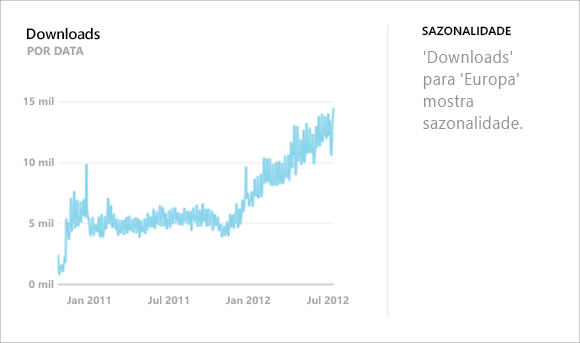 Downloads
POR DATA
15 mil
10 mil
5 mil
0 mil
Jan 2011
Jul 2011
Jan 2012
Jul 2012
SAZONALIDADE
'Downloads'
para 'Europa'
mostra
sazonalidade.